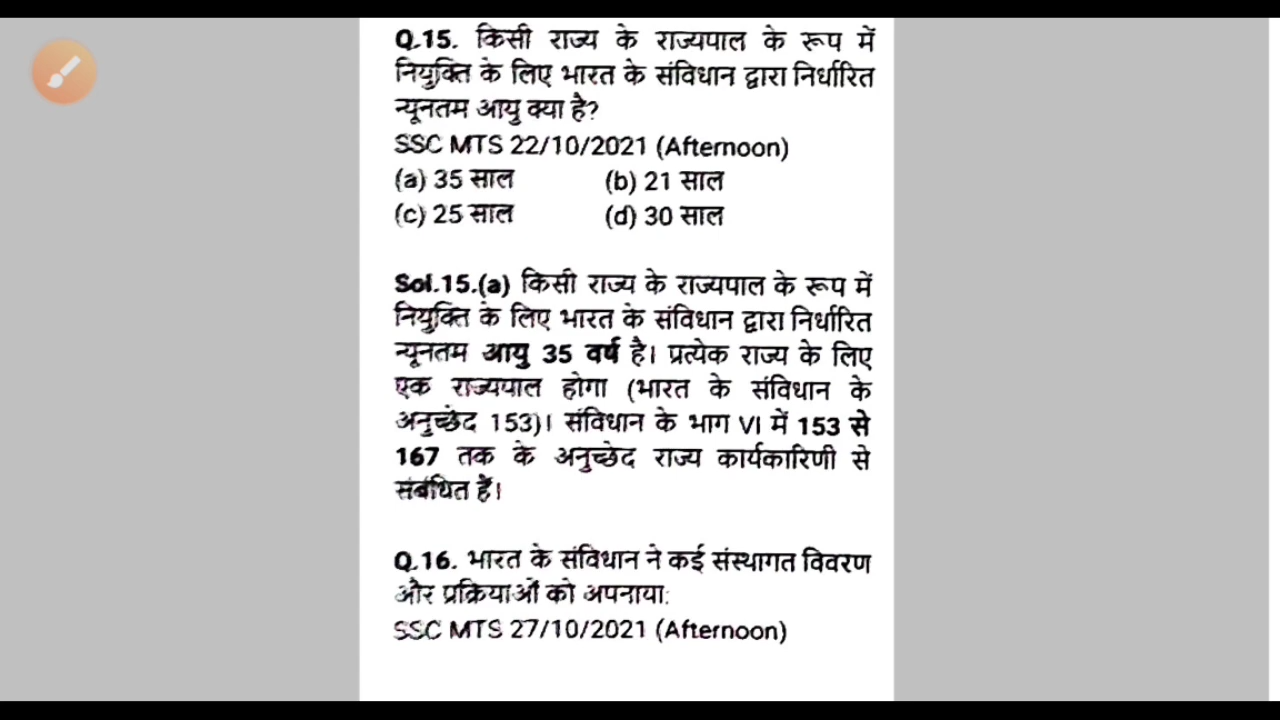 Q.15. किसी राज्य के राज्यपाल के रूप में
नियुक्ति के लिए भारत के संविधान द्वारा निर्धारित
न्यूनतम आयु क्या है?
SSC MTS 22/10/2021 (Afternoon)
(a) 35 साल (b) 21 साल
(c) 25 साल (d) 30 साल
Sol.15.(a) किसी राज्य के राज्यपाल के रूप में
नियुक्ति के लिए भारत के संविधान द्वारा निर्धारित
न्यूनतम आयु 35 वर्ष है। प्रत्येक राज्य के लिए
एक राज्यपाल होगा (भारत के संविधान के
अनुच्छेद 153)। संविधान के भाग VI में 153 से
167 तक के अनुच्छेद राज्य कार्यकारिणी से
संबंधित हैं।
Q.16. भारत के संविधान ने कई संस्थागत विवरण
और प्रक्रियाओं को अपनाया:
SSC MTS 27/10/2021 (Afternoon)